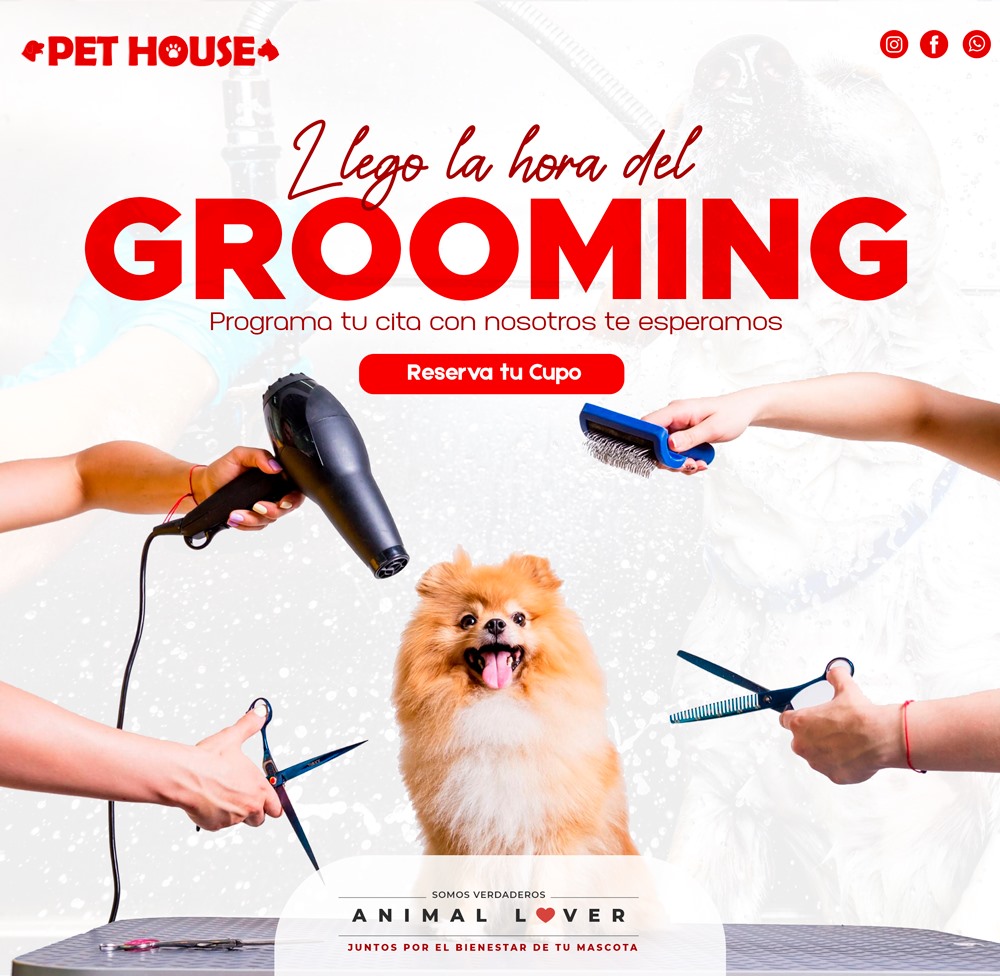 PET HOUSE
Llego la hora del
GROOMING
Programa tu cita con nosotros te esperamos
Reserva tu Cupo
SOMOS VERDADEROS
ANIMAL L❤VER
JUNTOS POR EL BIENESTAR DE TU MASCOTA